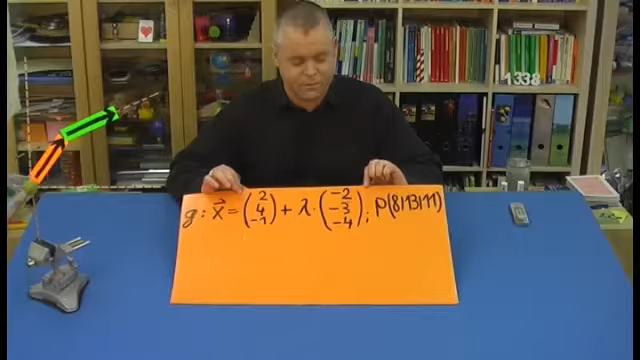 1338
g: x⃗ = (2 4 -1) + λ · (-2 -3 -4) ; P(8|13|11)